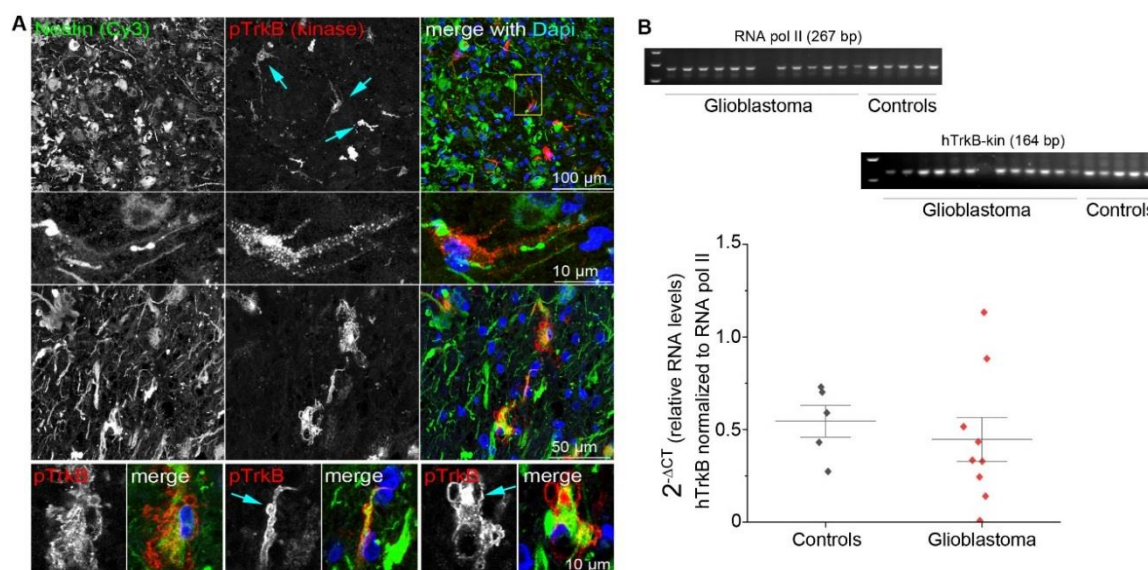 A
Nestin (Cy3)
pTrkB (kinase)
merge with Dapi
100 µm
10 µm
50 µm
pTrkB
merge
pTrkB
merge
pTrkB
merge
10 µm
B
RNA pol II (267 bp)
Glioblastoma
Controls
hTrkB-kin (164 bp)
Glioblastoma
Controls
2-ΔCT (relative RNA levels)
hTrkB normalized to RNA pol II
1.5
1.0
0.5
0
Controls
Glioblastoma